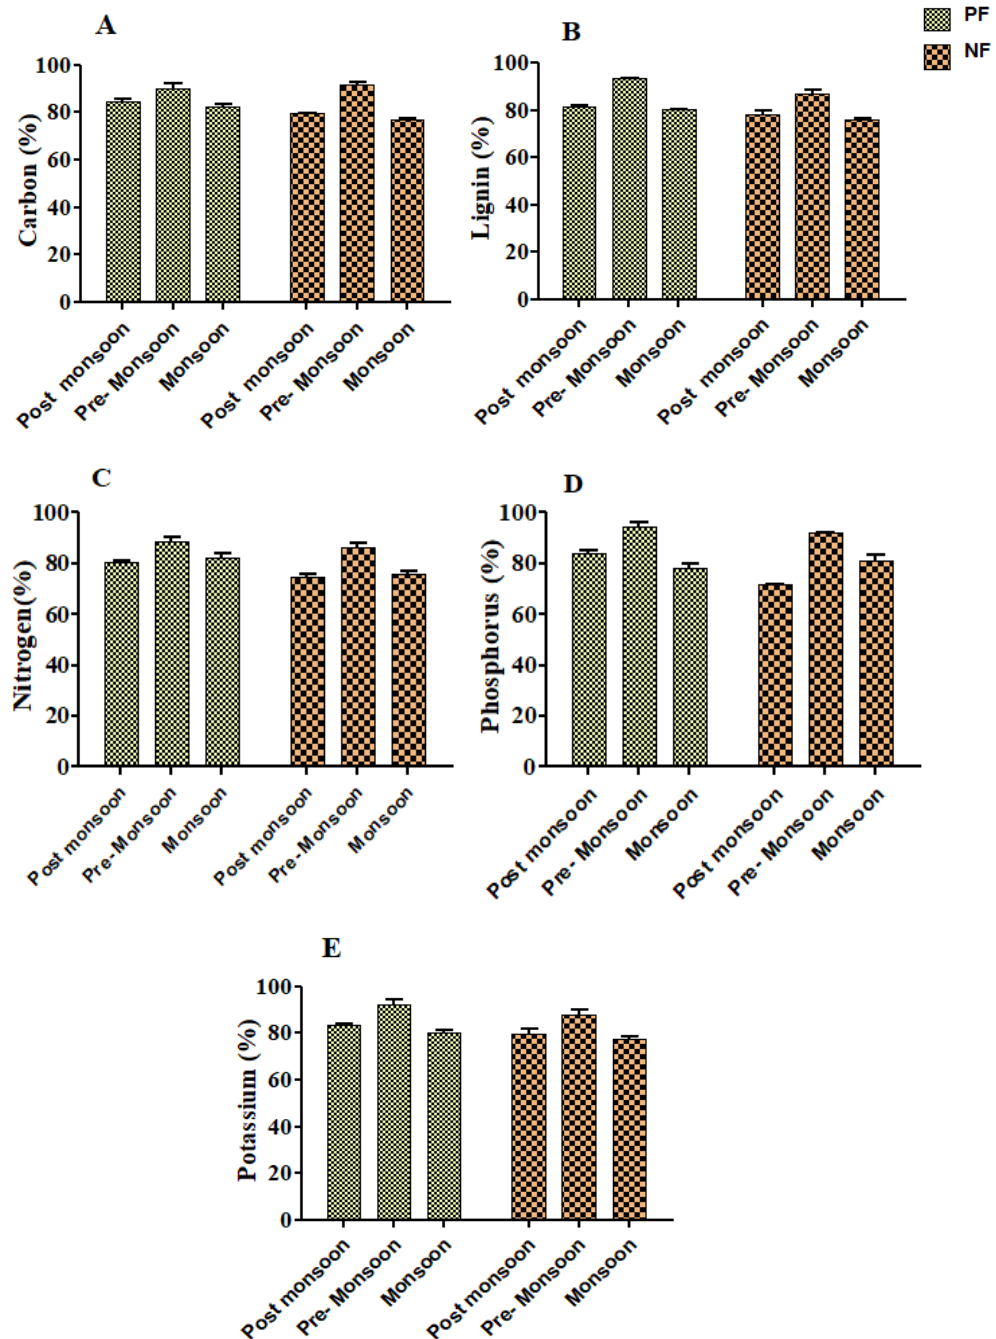 PF
NF
A
Carbon (%)
100
80
60
40
20
0
Post monsoon
Pre- Monsoon
Monsoon
Post monsoon
Pre- Monsoon
Monsoon
B
Lignin (%)
100
80
60
40
20
0
Post monsoon
Pre- Monsoon
Monsoon
Post monsoon
Pre- Monsoon
Monsoon
C
Nitrogen(%)
100
80
60
40
20
0
Post monsoon
Pre- Monsoon
Monsoon
Post monsoon
Pre- Monsoon
Monsoon
D
Phosphorus (%)
100
80
60
40
20
0
Post monsoon
Pre- Monsoon
Monsoon
Post monsoon
Pre- Monsoon
Monsoon
E
Potassium (%)
100
80
60
40
20
0
Post monsoon
Pre- Monsoon
Monsoon
Post monsoon
Pre- Monsoon
Monsoon